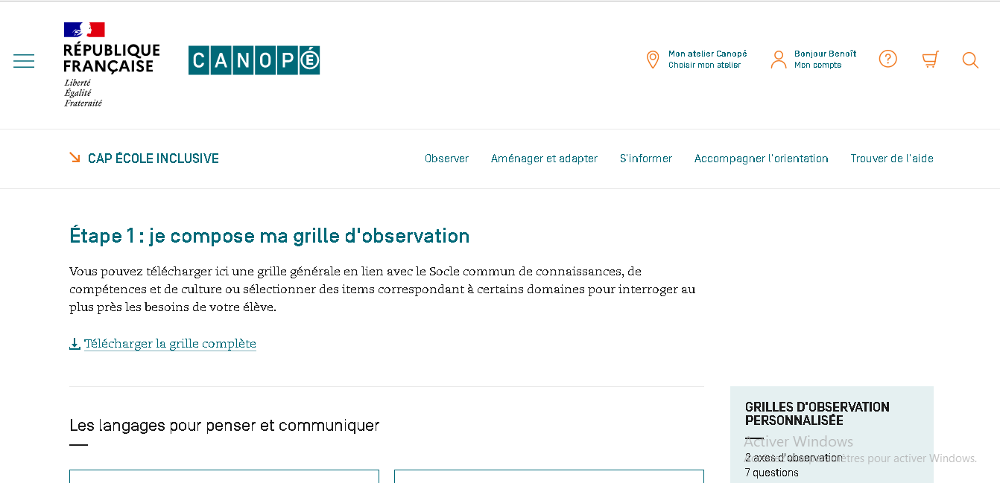 RÉPUBLIQUE
FRANÇAISE
Liberté
Égalité
Fraternité
CANOPÉ
Mon atelier Canopé
Choisir mon atelier
Bonjour Benoît
Mon compte
?
CAP ÉCOLE INCLUSIVE
Observer
Aménager et adapter
S'informer
Accompagner l'orientation
Trouver de l'aide
Étape 1 : je compose ma grille d'observation
Vous pouvez télécharger ici une grille générale en lien avec le Socle commun de connaissances, de
compétences et de culture ou sélectionner des items correspondant à certains domaines pour interroger au
plus près les besoins de votre élève.
Télécharger la grille complète
Les langages pour penser et communiquer
GRILLES D'OBSERVATION
PERSONNALISÉE
Activer Windows
2 axes d'observation
paramètres pour activer Windows.
7 questions